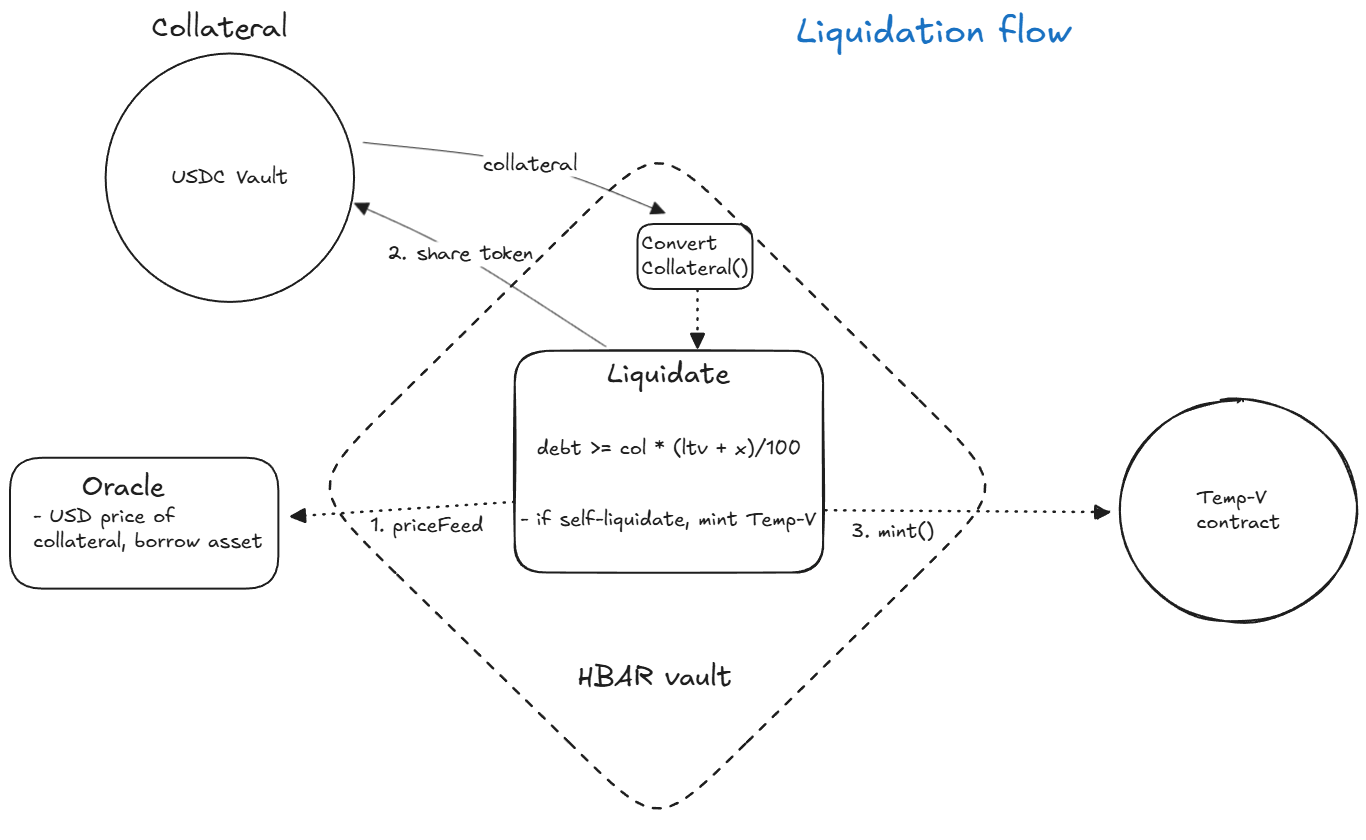 Collateral
Liquidation flow
USDC Vault
collateral
2. share token
Convert
Collateral()
Liquidate
debt >= col * (ltv + x)/100
- if self-liquidate, mint Temp-V
Oracle
- USD price of
collateral, borrow asset
1. priceFeed
3. mint()
Temp-V
contract
HBAR vault